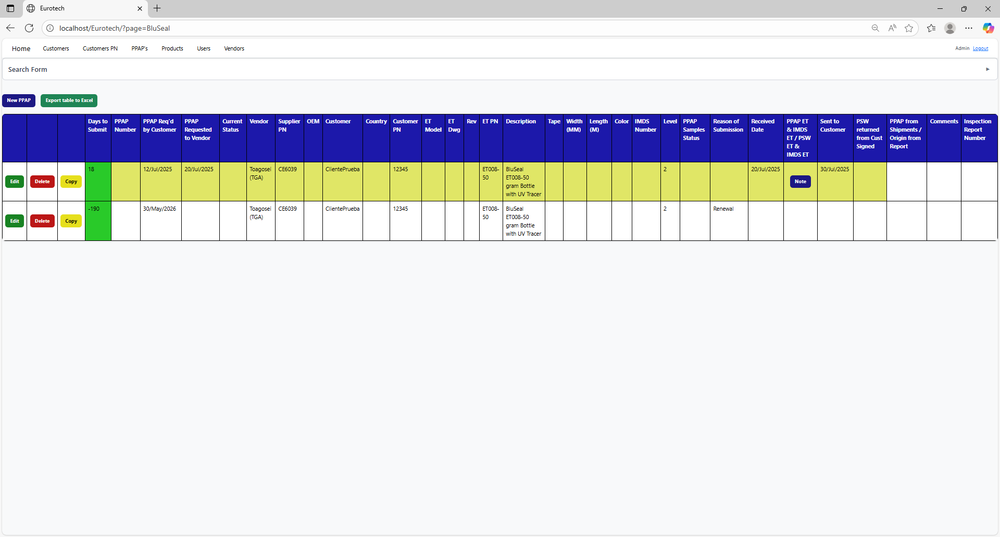 Eurotech
localhost/Eurotech/?page=BluSeal
Home Customers Customers PN PPAP's Products Users Vendors Admin Logout
Search Form
New PPAP Export table to Excel
Days to Submit
PPAP Number
PPAP Req'd by Customer
PPAP Requested to Vendor
Current Status
Vendor
Supplier PN
OEM
Customer
Country
Customer PN
ET Model
ET Dwg
Rev
ET PN
Description
Tape
Width (MM)
Length (M)
Color
IMDS Number
Level
PPAP Samples Status
Reason of Submission
Received Date
PPAP ET & IMDS ET / PSW ET & IMDS ET
Sent to Customer
PSW returned from Cust Signed
PPAP from Shipments / Origin from Report
Comments
Inspection Report Number
Edit Delete Copy 18 12/Jul/2025 20/Jul/2025 Toagosei (TGA) CE6039 ClientePrueba 12345 ET008-50 BluSeal ET008-50 gram Bottle with UV Tracer 2 20/Jul/2025 Note 30/Jul/2025
Edit Delete Copy -190 30/May/2026 Toagosei (TGA) CE6039 ClientePrueba 12345 ET008-50 BluSeal ET008-50 gram Bottle with UV Tracer 2 Renewal